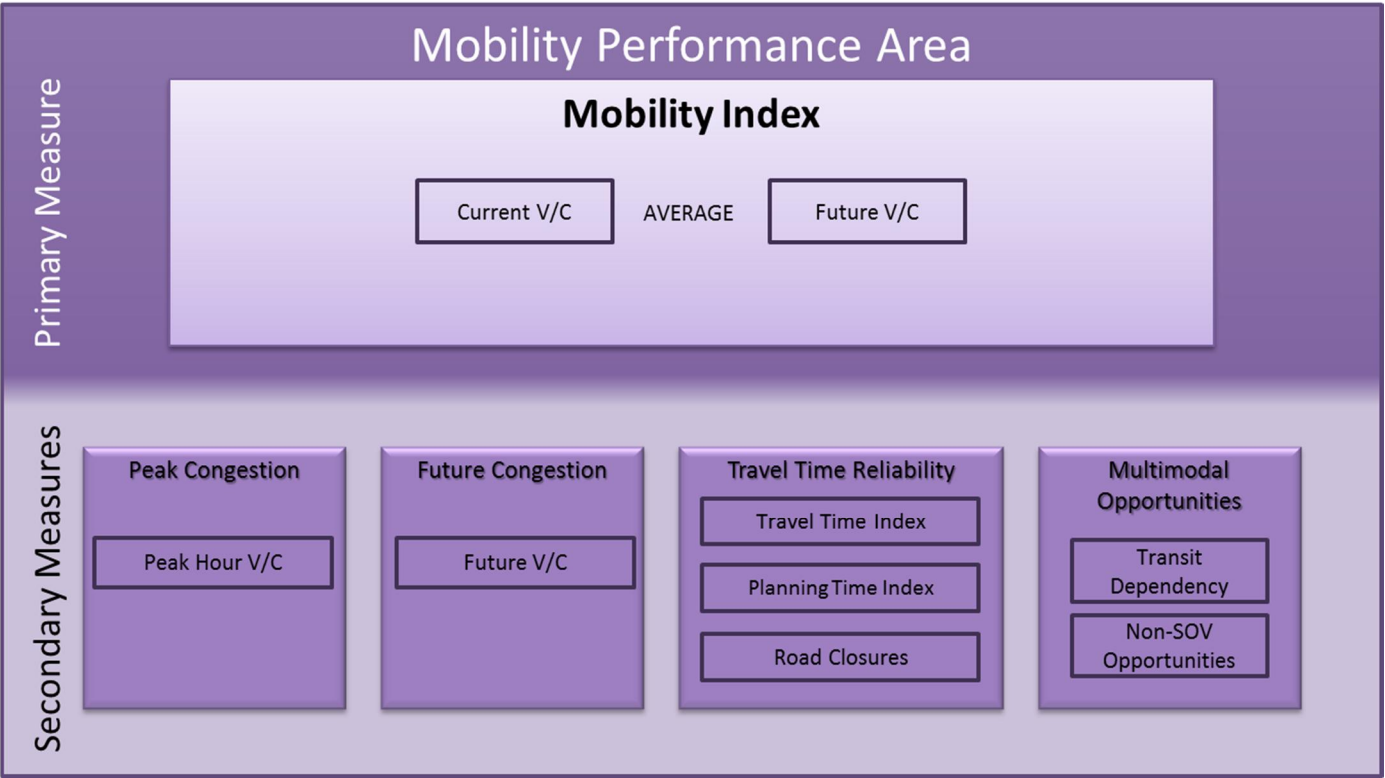 Mobility Performance Area
Primary Measure
Mobility Index
Current V/C
AVERAGE
Future V/C
Secondary Measures
Peak Congestion
Peak Hour V/C
Future Congestion
Future V/C
Travel Time Reliability
Travel Time Index
Planning Time Index
Road Closures
Multimodal
Opportunities
Transit
Dependency
Non-SOV
Opportunities